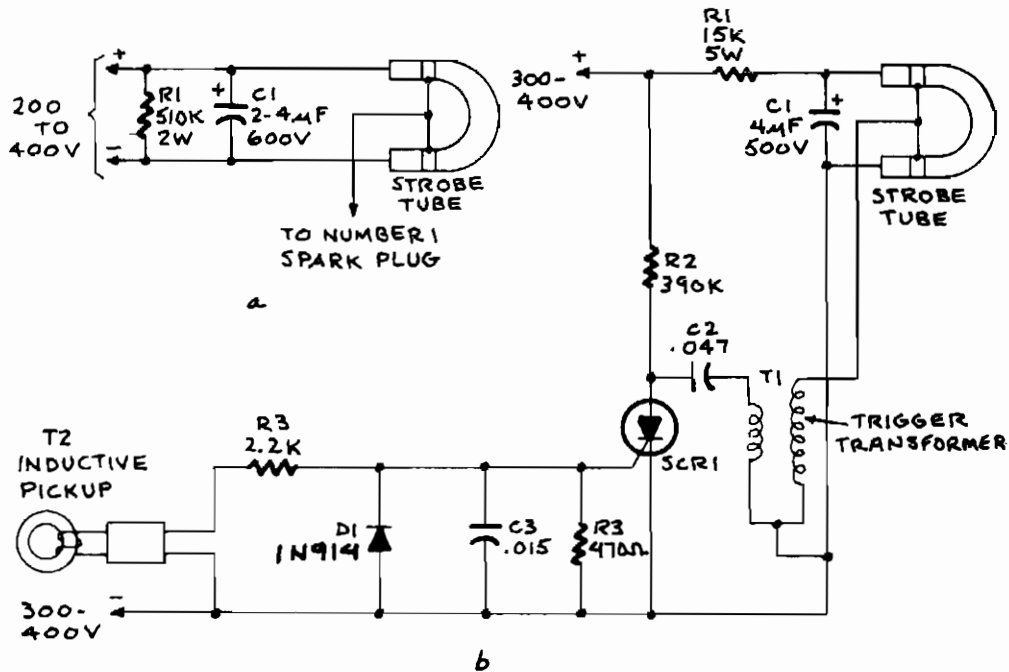 +
200
TO
400V
−
R1
510K
2W
+
C1
2-4µF
600V
STROBE
TUBE
TO NUMBER 1
SPARK PLUG
a
300-
400V
+
R1
15K
5W
C1
4µF
500V
+
STROBE
TUBE
R2
390K
C2
.047
T1
TRIGGER
TRANSFORMER
SCR1
T2
INDUCTIVE
PICKUP
R3
2.2K
D1
1N914
C3
.015
R3
470Ω
300-
400V
−
b